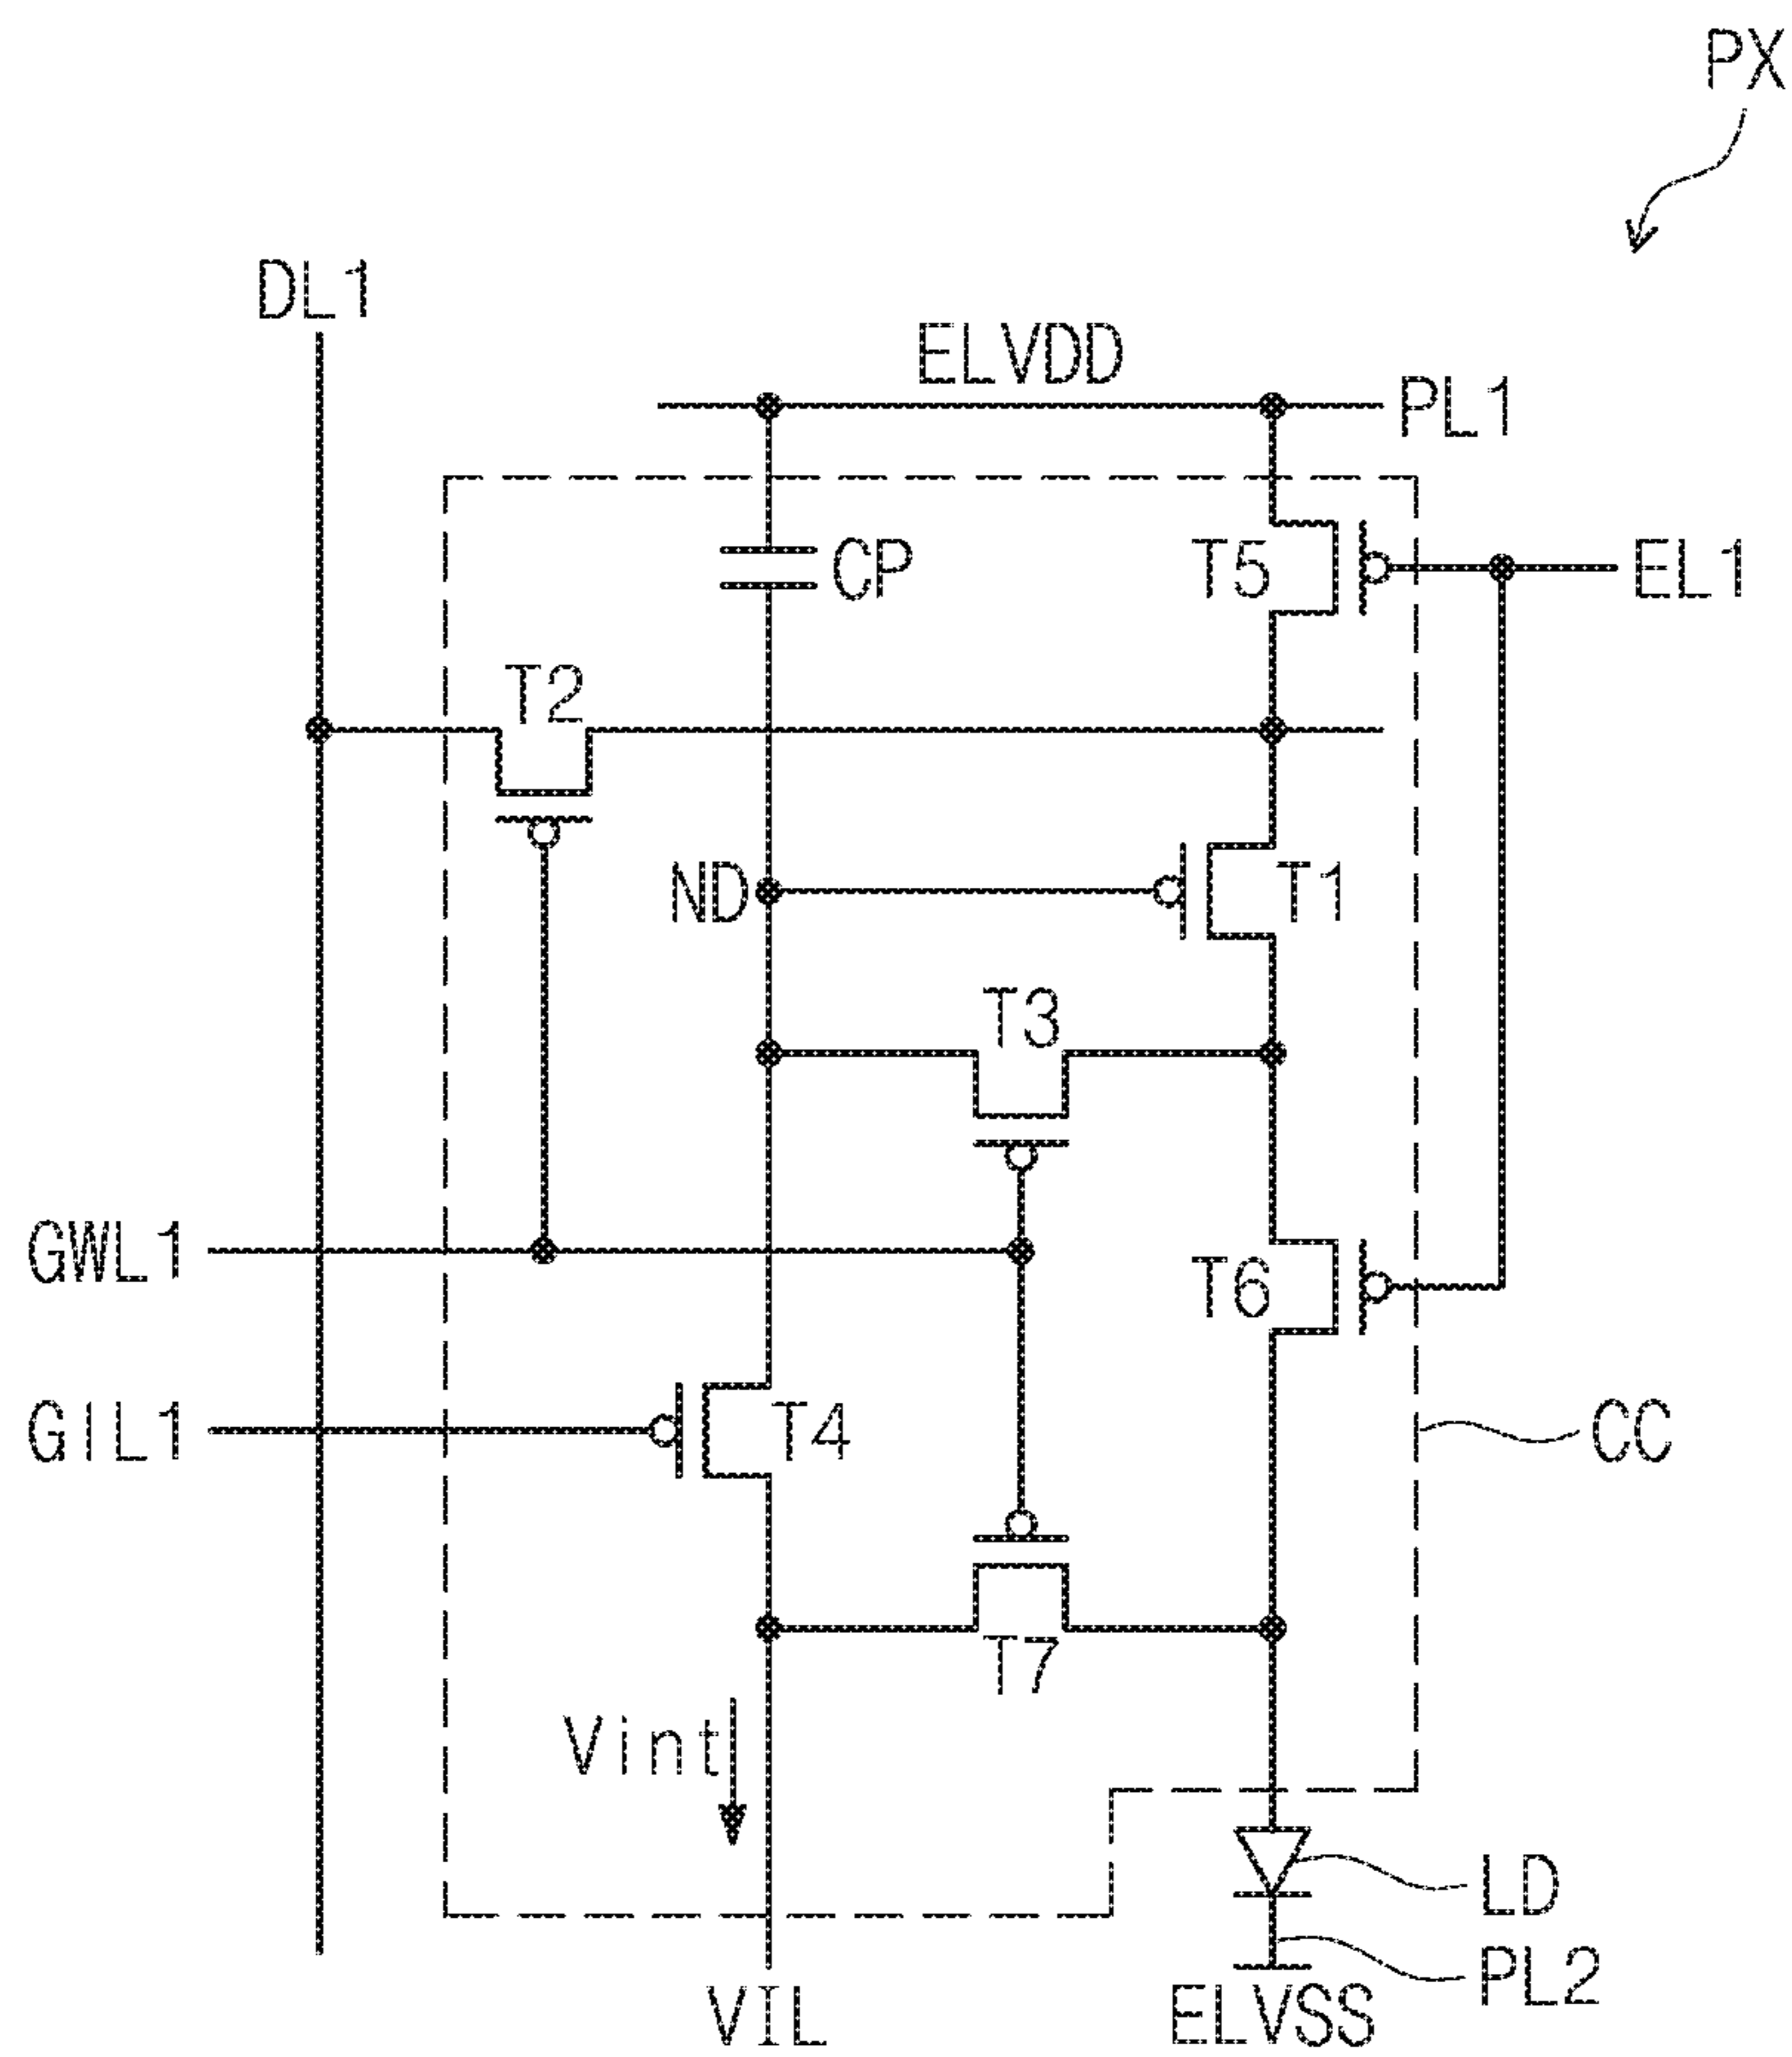 PX
DL1
ELVDD
PL1
CP
T5
EL1
T2
ND
T1
T3
GWL1
T6
GIL1
T4
CC
T7
Vint
LD
PL2
VIL
ELVSS